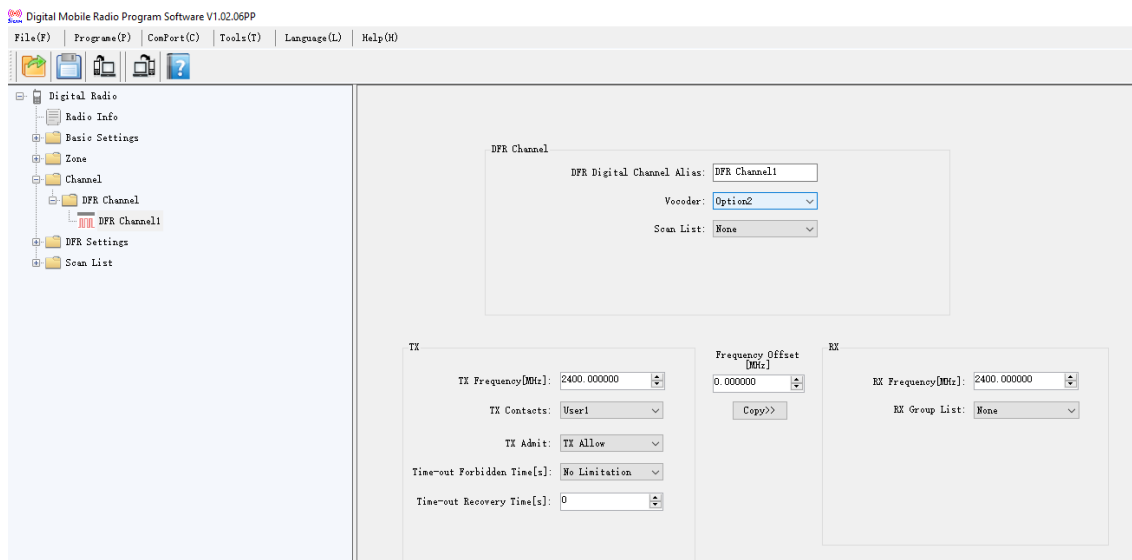 Digital Mobile Radio Program Software V1.02.06PP
File(F) Programe(P) ComPort(C) Tools(T) Language(L) Help(H)
Digital Radio
Radio Info
Basic Settings
Zone
Channel
DFR Channel
DFR Channel1
DFR Settings
Scan List
DFR Channel
DFR Digital Channel Alias: DFR Channel1
Vocoder: Option2
Scan List: None
TX
TX Frequency[MHz]: 2400.000000
TX Contacts: User1
TX Admit: TX Allow
Time-out Forbidden Time[s]: No Limitation
Time-out Recovery Time[s]: 0
Frequency Offset
[MHz]
0.000000
Copy>>
RX
RX Frequency[MHz]: 2400.000000
RX Group List: None